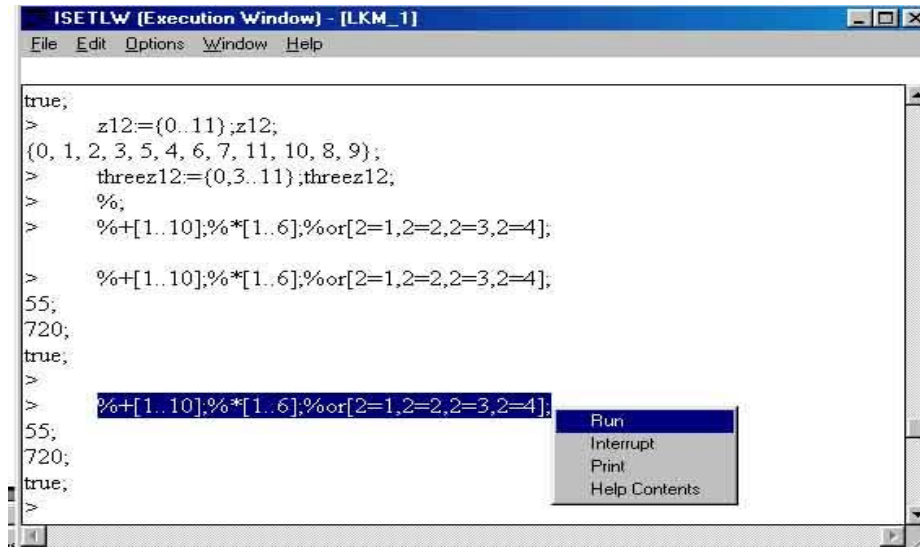 ISETLW (Execution Window) - [LKM_1]
File Edit Options Window Help
true;
> z12:={0..11};z12;
{0, 1, 2, 3, 5, 4, 6, 7, 11, 10, 8, 9};
> threez12:={0,3..11};threez12;
> %;
> %+[1..10];%*[1..6];%or[2=1,2=2,2=3,2=4];
> %+[1..10];%*[1..6];%or[2=1,2=2,2=3,2=4];
55;
720;
true;
>
> %+[1..10];%*[1..6];%or[2=1,2=2,2=3,2=4];
55;
720;
true;
>
Run
Interrupt
Print
Help Contents